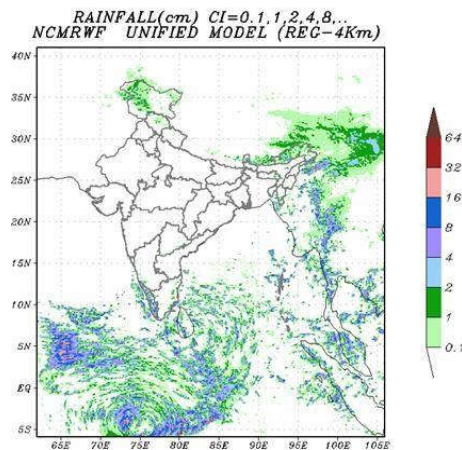 RAINFALL(cm) CI=0.1,1,2,4,8,..
NCMRWF UNIFIED MODEL (REG-4Km)
40N
35N
30N
25N
20N
15N
10N
5N
EQ
5S
65E 70E 75E 80E 85E 90E 95E 100E 105E
64
32
16
8
4
2
1
0.1